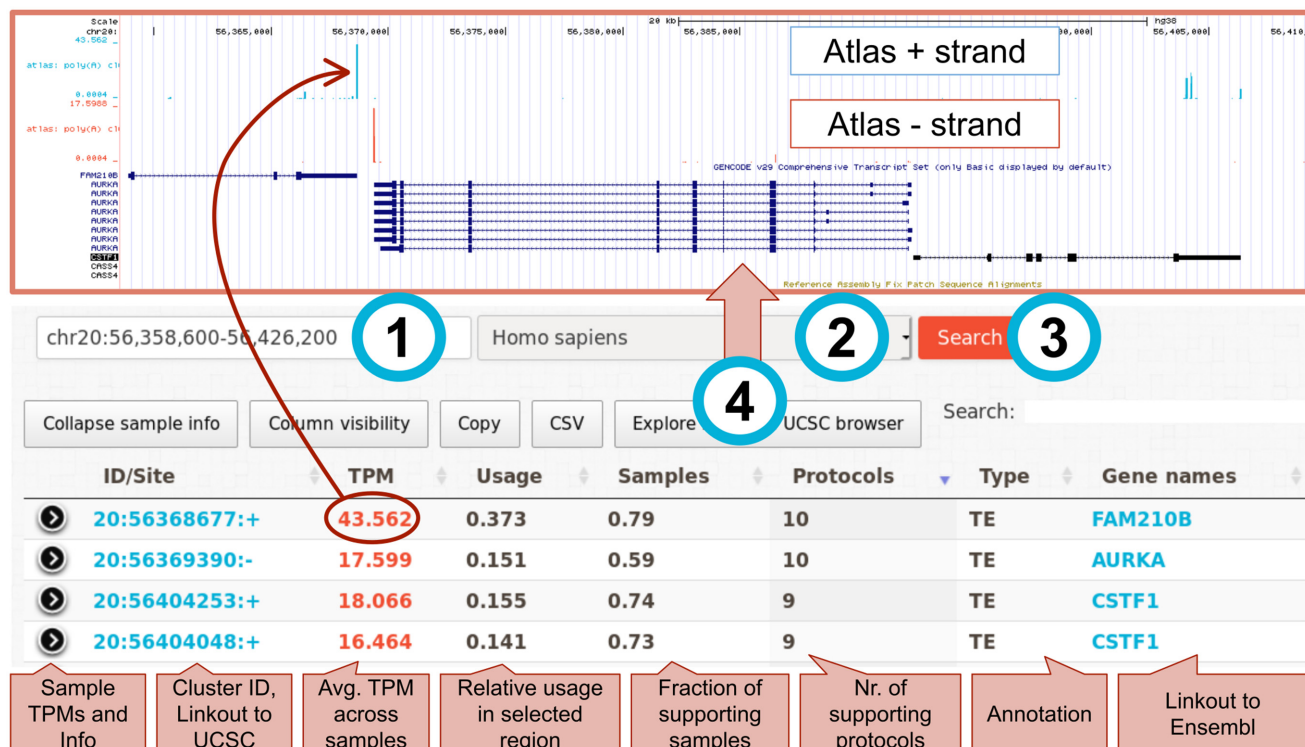 Scale
20 kb
hg38
chr20:
56,365,000
56,370,000
56,375,000
56,380,000
56,385,000
56,405,000
43.562
Atlas + strand
atlas: poly(A)
0.0004
17.5988
Atlas - strand
atlas: poly(A)
0.0004
GENCODE v29 Comprehensive Transcript Set (only Basic displayed by default)
FAM210B
AURKA
AURKA
AURKA
AURKA
AURKA
AURKA
AURKA
AURKA
CSTF1
CASS4
CASS4
Reference Assembly Fix Patch Sequence Alignments
chr20:56,358,600-56,426,200
1
Homo sapiens
2
Search
3
4
Collapse sample info
Column visibility
Copy
CSV
Explore
UCSC browser
Search:
ID/Site TPM Usage Samples Protocols Type Gene names
20:56368677:+ 43.562 0.373 0.79 10 TE FAM210B
20:56369390:- 17.599 0.151 0.59 10 TE AURKA
20:56404253:+ 18.066 0.155 0.74 9 TE CSTF1
20:56404048:+ 16.464 0.141 0.73 9 TE CSTF1
Sample
TPMs and
Info
Cluster ID,
Linkout to
UCSC
Avg. TPM
across
samples
Relative usage
in selected
region
Fraction of
supporting
samples
Nr. of
supporting
protocols
Annotation
Linkout to
Ensembl